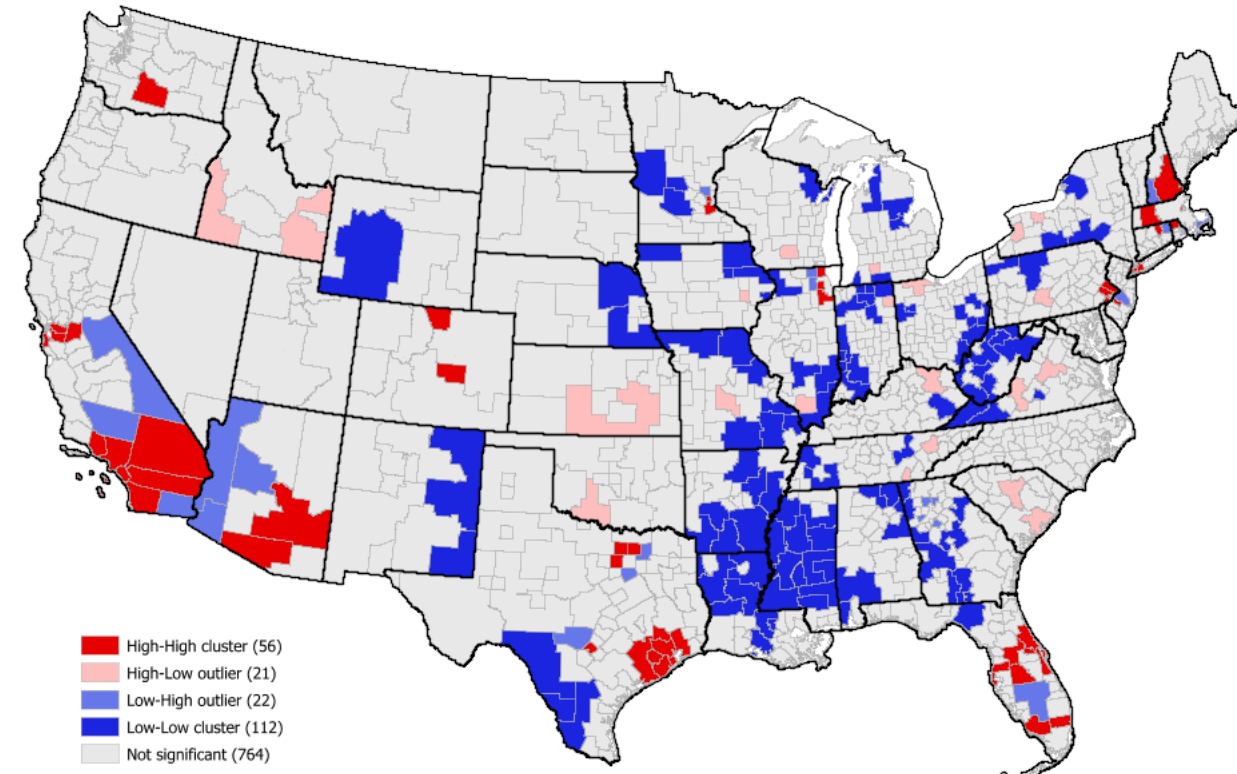 High-High cluster (56)
High-Low outlier (21)
Low-High outlier (22)
Low-Low cluster (112)
Not significant (764)